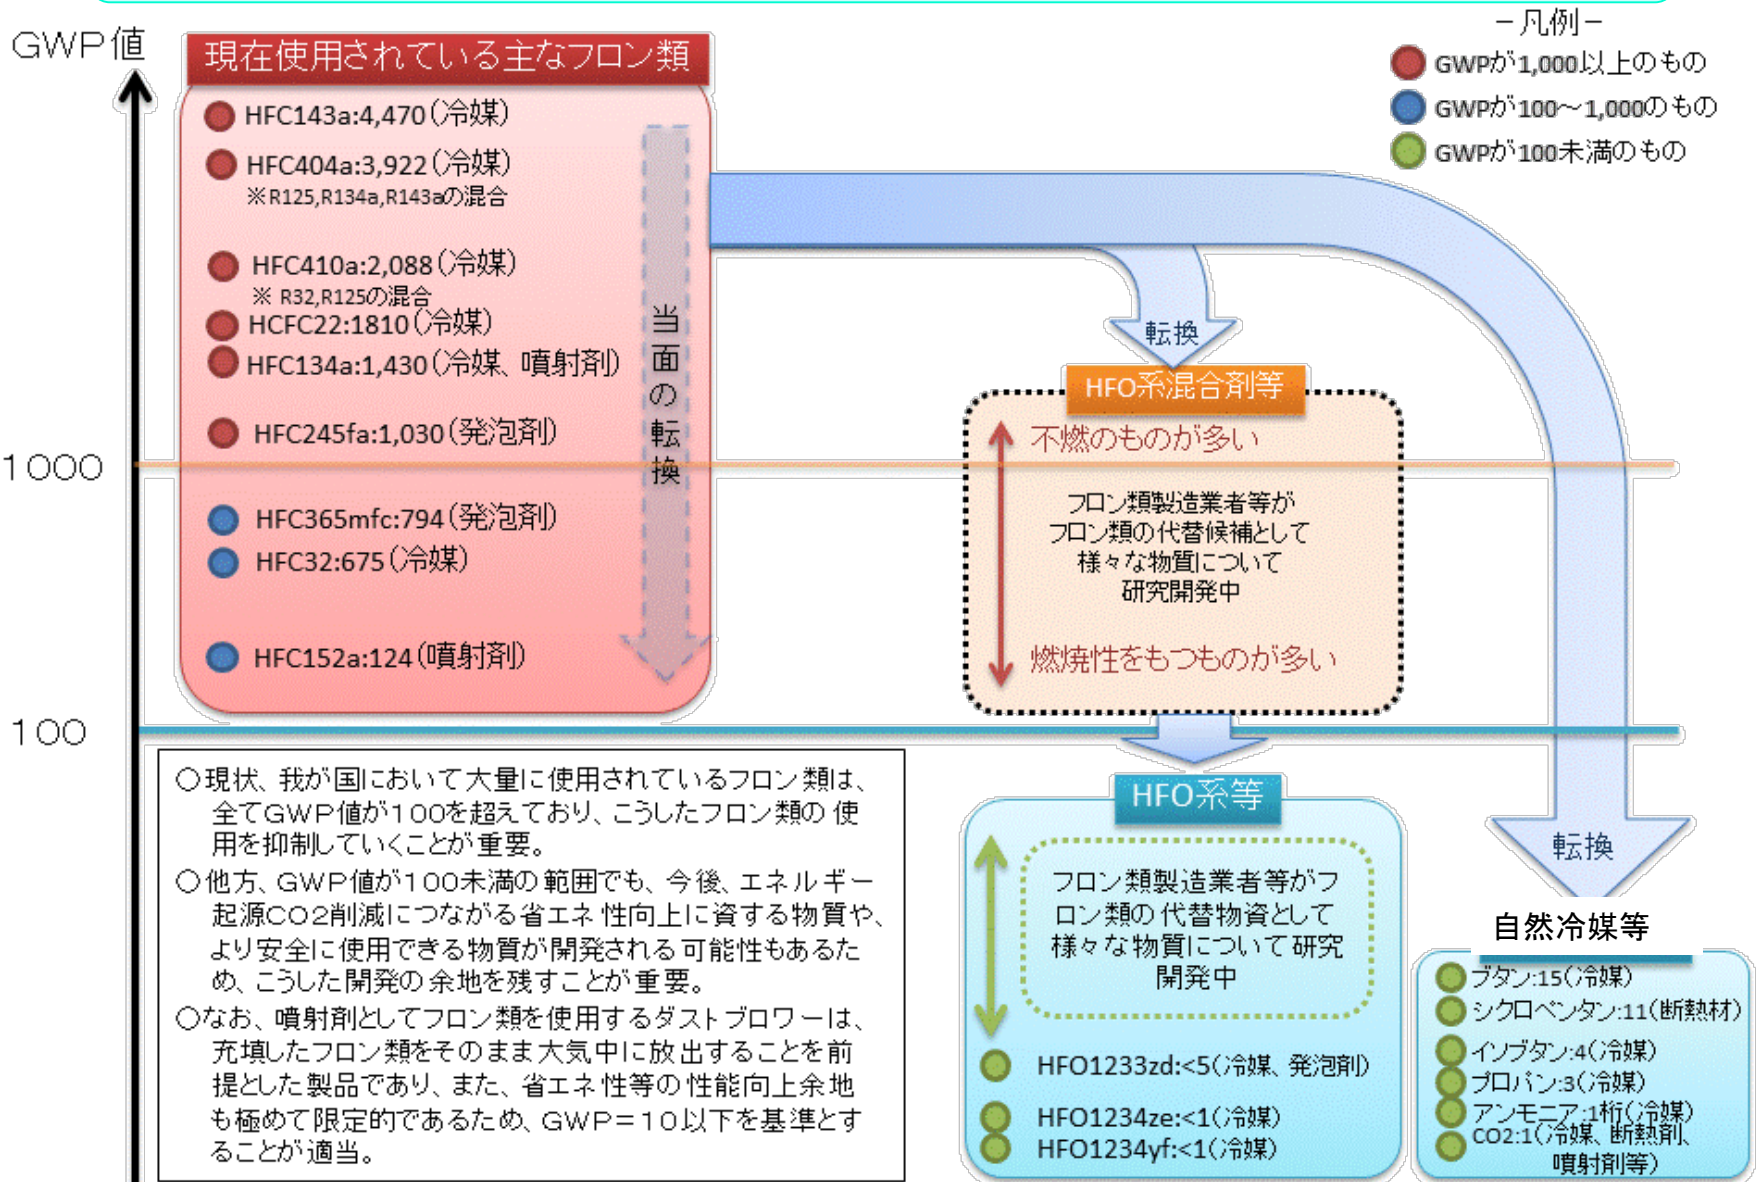 GWP値
現在使用されている主なフロン類
HFC143a:4,470(冷媒)
HFC404a:3,922(冷媒)
※R125,R134a,R143aの混合
HFC410a:2,088(冷媒)
※ R32,R125の混合
HCFC22:1810(冷媒)
HFC134a:1,430(冷媒、噴射剤)
HFC245fa:1,030(発泡剤)
1000
HFC365mfc:794(発泡剤)
HFC32:675(冷媒)
HFC152a:124(噴射剤)
100
当面の転換
－凡例－
GWPが1,000以上のもの
GWPが100～1,000のもの
GWPが100未満のもの
転換
HFO系混合剤等
不燃のものが多い
フロン類製造業者等が
フロン類の代替候補として
様々な物質について
研究開発中
燃焼性をもつものが多い
○現状、我が国において大量に使用されているフロン類は、
全てGWP値が100を超えており、こうしたフロン類の使
用を抑制していくことが重要。
○他方、GWP値が100未満の範囲でも、今後、エネルギー
起源CO2削減につながる省エネ性向上に資する物質や、
より安全に使用できる物質が開発される可能性もあるた
め、こうした開発の余地を残すことが重要。
○なお、噴射剤としてフロン類を使用するダストブロワーは、
充填したフロン類をそのまま大気中に放出することを前
提とした製品であり、また、省エネ性等の性能向上余地
も極めて限定的であるため、GWP＝10以下を基準とす
ることが適当。
HFO系等
フロン類製造業者等がフ
ロン類の代替物資として
様々な物質について研究
開発中
HFO1233zd:<5(冷媒、発泡剤)
HFO1234ze:<1(冷媒)
HFO1234yf:<1(冷媒)
転換
自然冷媒等
ブタン:15(冷媒)
シクロペンタン:11(断熱材)
イソブタン:4(冷媒)
プロパン:3(冷媒)
アンモニア:1桁(冷媒)
CO2:1(冷媒、断熱剤、
噴射剤等)